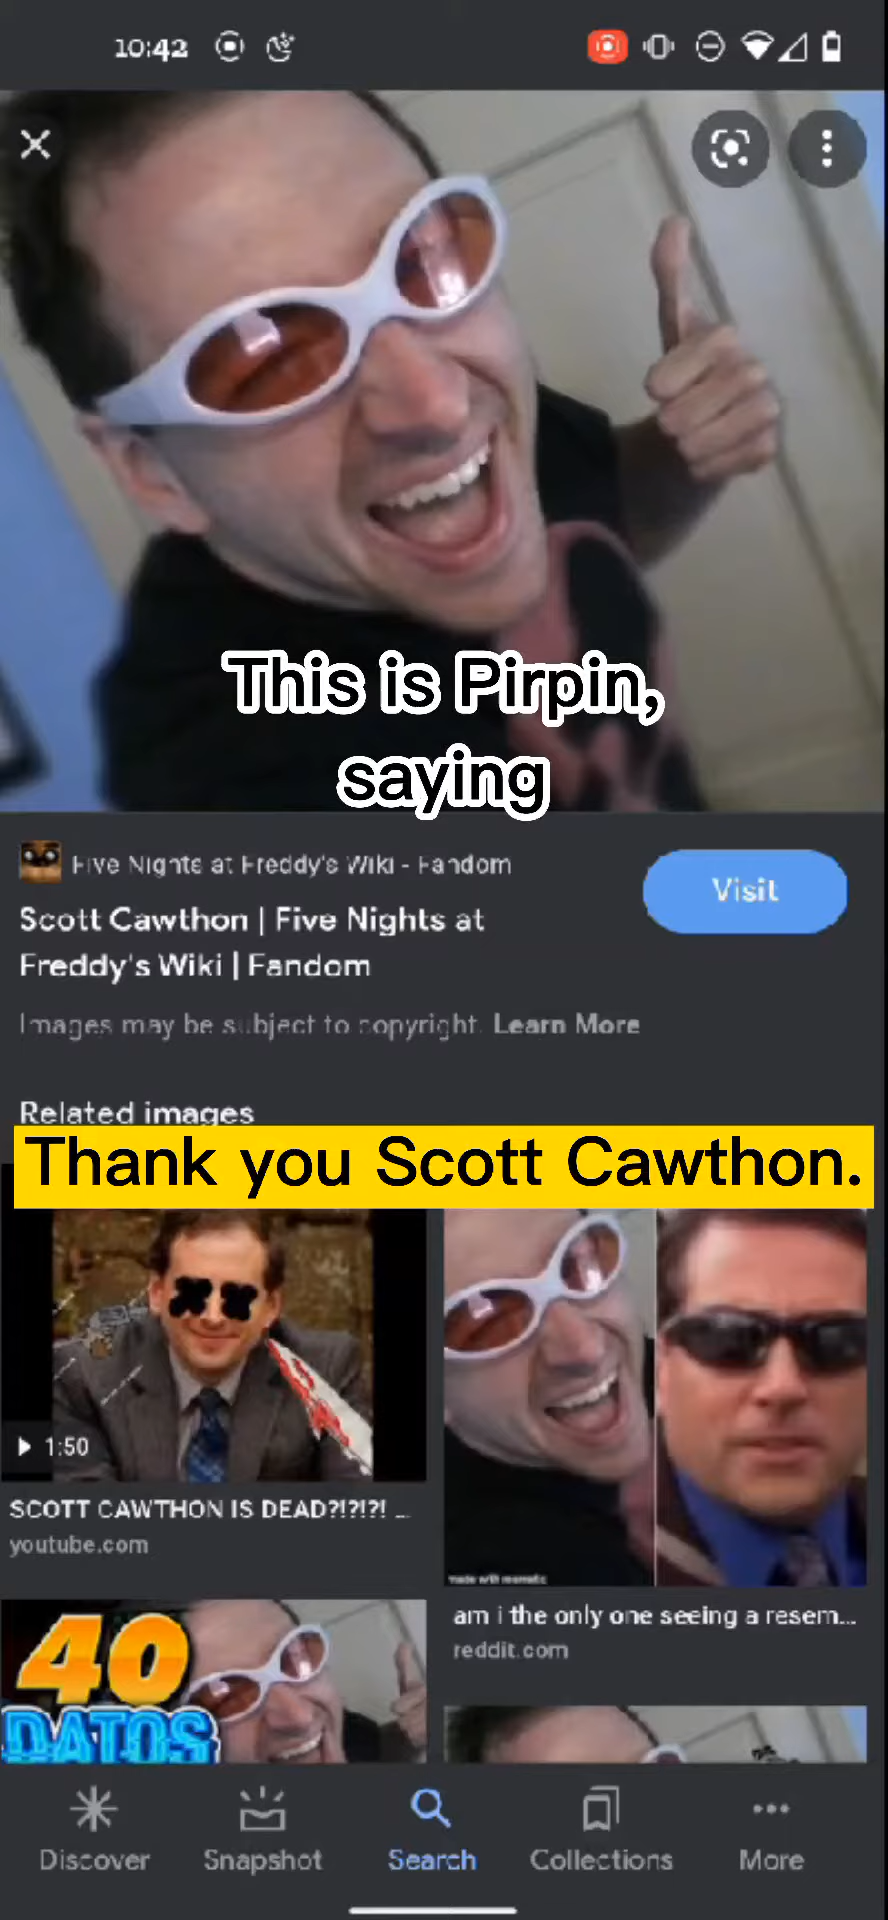 10:42
This is Pirpin,
saying
Five Nights at Freddy's Wiki - Fandom
Visit
Scott Cawthon | Five Nights at
Freddy's Wiki | Fandom
Images may be subject to copyright. Learn More
Related images
Thank you Scott Cawthon.
1:50
SCOTT CAWTHON IS DEAD?!?!?! ...
youtube.com
made with mematic
am i the only one seeing a resem...
reddit.com
40
DATOS
Discover
Snapshot
Search
Collections
More